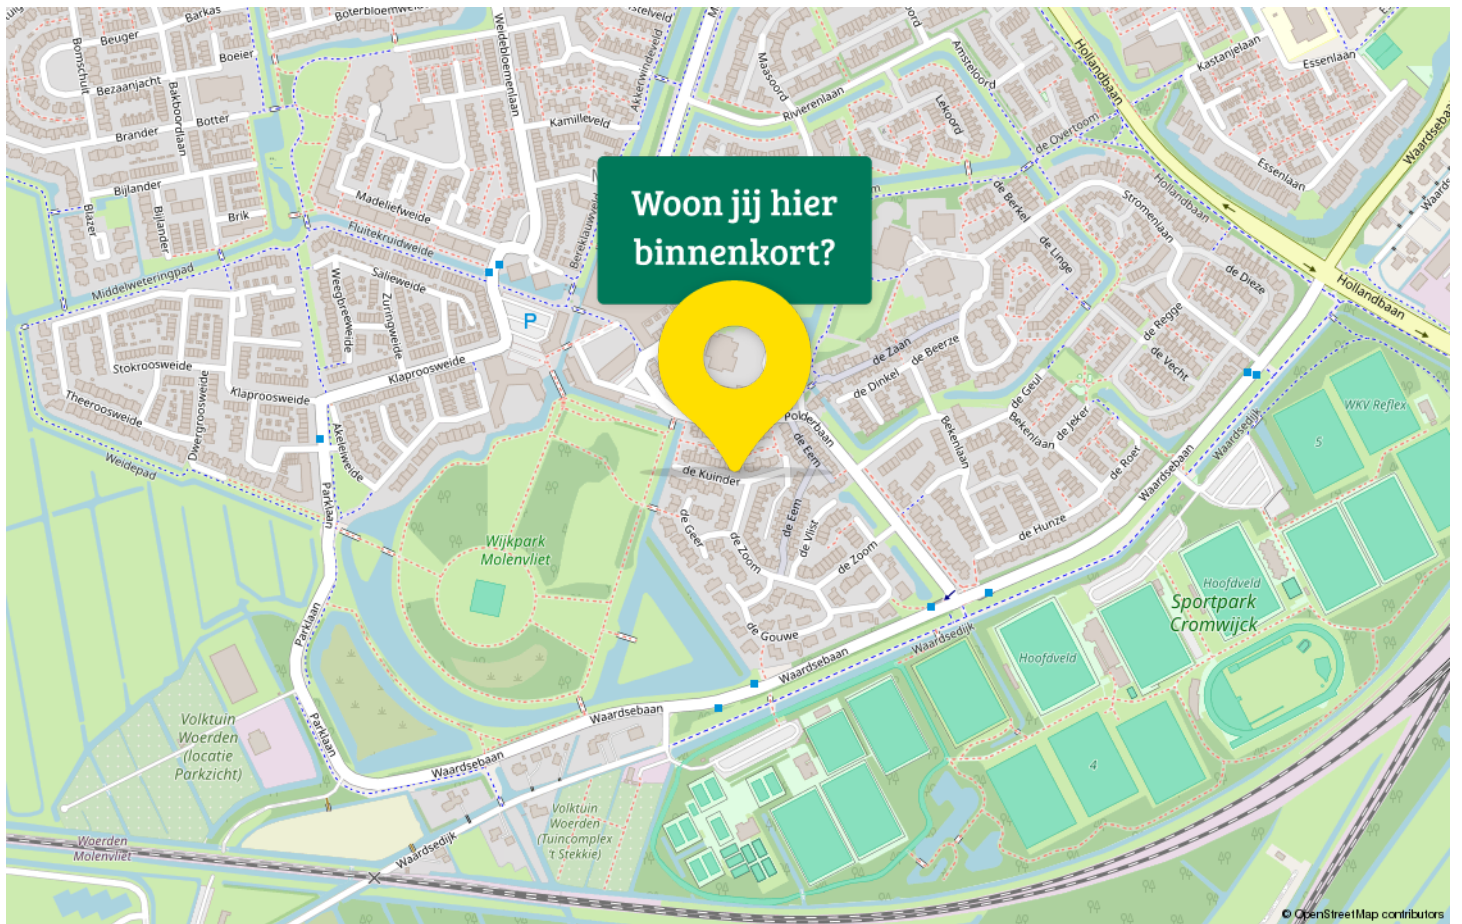 Barkas
Boterbloemweide
Beuger
Boeier
Bomschuit
Bezaanjacht
Bakboordlaan
Botter
Brander
Weidebloemenlaan
Akkerwindeveld
Kamilleveld
Maasoord
Rivierenlaan
Amsteloord
Lekoord
de Overtoom
Hollandbaan
Kastanjelaan
Essenlaan
Essenlaan
Bijlander
Blazer
Bijlander
Brik
Madeliefweide
Fluitekruidweide
Bereklauwveld
Woon jij hier
binnenkort?
de Berkel
Stromenlaan
Hollandbaan
de Linge
de Dieze
Hollandbaan
Middelweteringpad
Salieweide
Weegbreeweide
Zuringweide
P
de Regge
de Vecht
de Zaan
de Beerze
de Dinkel
de Geul
Stokroosweide
Klaproosweide
Klaproosweide
Theeroosweide
Dwergroosweide
Akeleiweide
Weidepad
Polderbaan
de Eem
Bekenlaan
Bekenlaan
de Jeker
de Roer
Waardsebaan
Waardsedijk
WKV Reflex
5
de Kuinder
Parklaan
de Geer
de Zoom
de Eem
de Vlist
de Zoom
de Hunze
Wijkpark
Molenvliet
Hoofdveld
Sportpark
Cromwijck
Parklaan
de Gouwe
Waardsedijk
Hoofdveld
Waardsebaan
Waardsebaan
Parklaan
Volktuin
Woerden
(locatie
Parkzicht)
Waardsebaan
4
Volktuin
Woerden
(Tuincomplex
't Stekkie)
Woerden
Molenvliet
Waardsedijk
© OpenStreetMap contributors